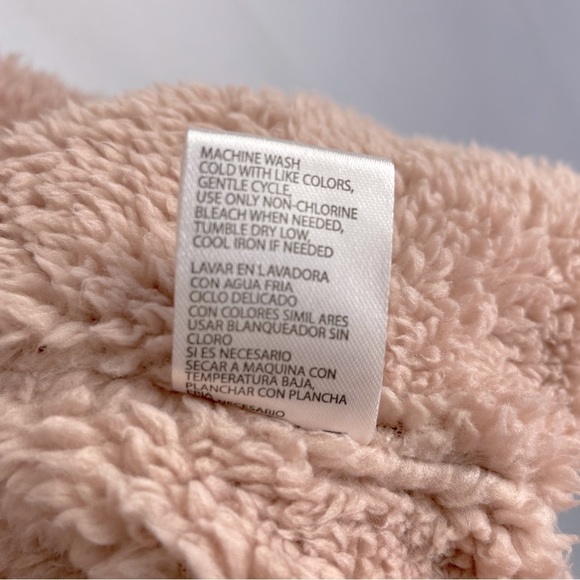 MACHINE WASH
COLD WITH LIKE COLORS,
GENTLE CYCLE,
USE ONLY NON-CHLORINE
BLEACH WHEN NEEDED,
TUMBLE DRY LOW,
COOL IRON IF NEEDED
LAVAR EN LAVADORA
CON AGUA FRIA
CICLO DELICADO
CON COLORES SIMIL ARES
USAR BLANQUEADOR SIN
CLORO
SI ES NECESARIO
SECAR A MAQUINA CON
TEMPERATURA BAJA,
PLANCHAR CON PLANCHA
NECESARIO